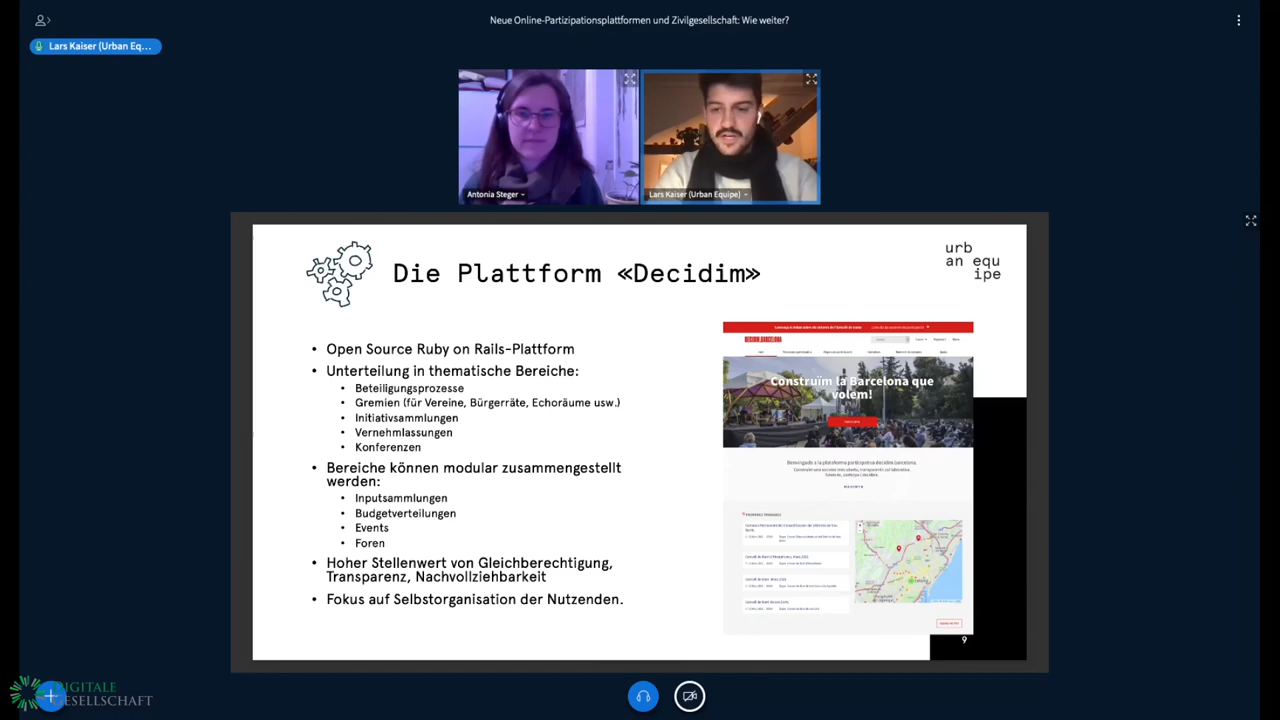 Neue Online-Partizipationsplattformen und Zivilgesellschaft: Wie weiter?
Lars Kaiser (Urban Eq...
Antonia Steger
Lars Kaiser (Urban Equipe)
Die Plattform «Decidim»
urb
an equ
ipe
• Open Source Ruby on Rails-Plattform
• Unterteilung in thematische Bereiche:
• Beteiligungsprozesse
• Gremien (für Vereine, Bürgerräte, Echoräume usw.)
• Initiativsammlungen
• Vernehmlassungen
• Konferenzen
• Bereiche können modular zusammengestellt
werden:
• Inputsammlungen
• Budgetverteilungen
• Events
• Foren
• Hoher Stellenwert von Gleichberechtigung,
Transparenz, Nachvollziehbarkeit
• Fokus auf Selbstorganisation der Nutzenden.
DECIDIM.BARCELONA
Construïm la Barcelona que
volem!
9
DIGITALE
GESELLSCHAFT